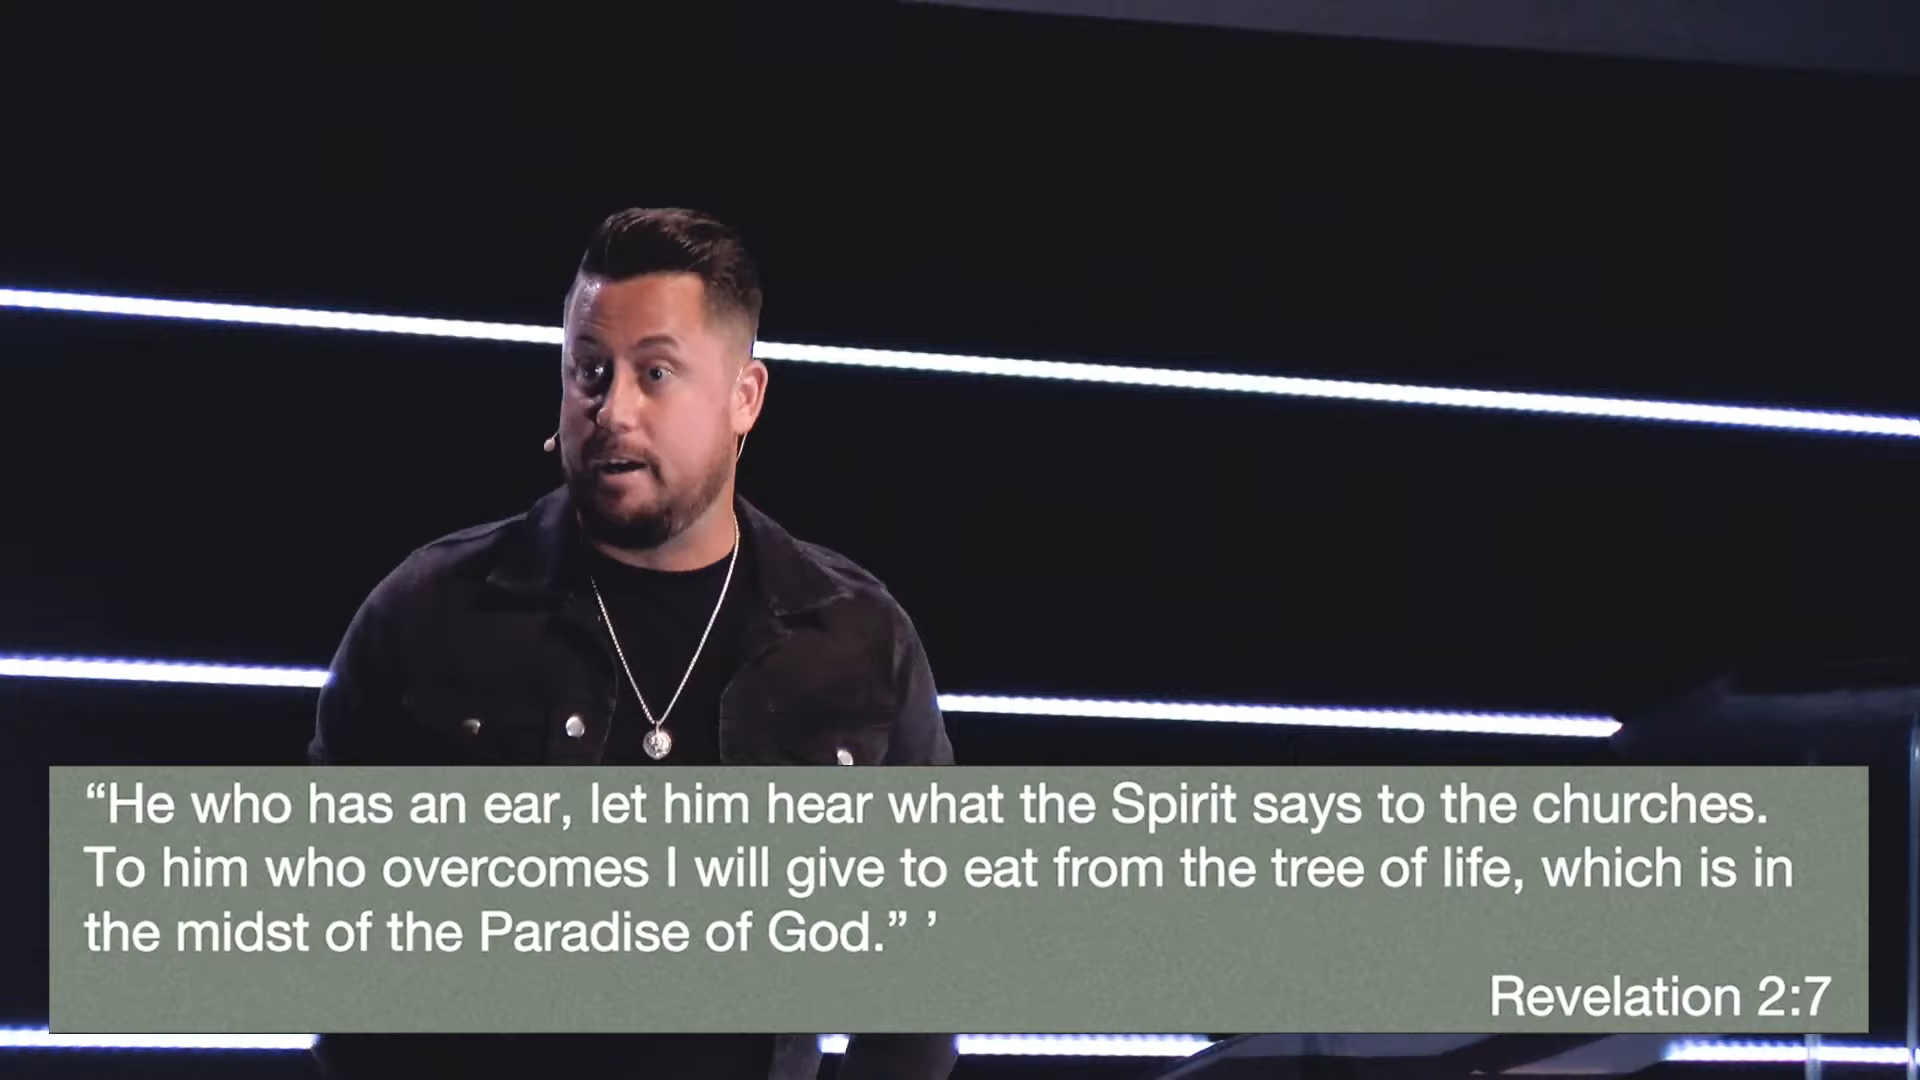 “He who has an ear, let him hear what the Spirit says to the churches.
To him who overcomes I will give to eat from the tree of life, which is in
the midst of the Paradise of God.” ’
Revelation 2:7